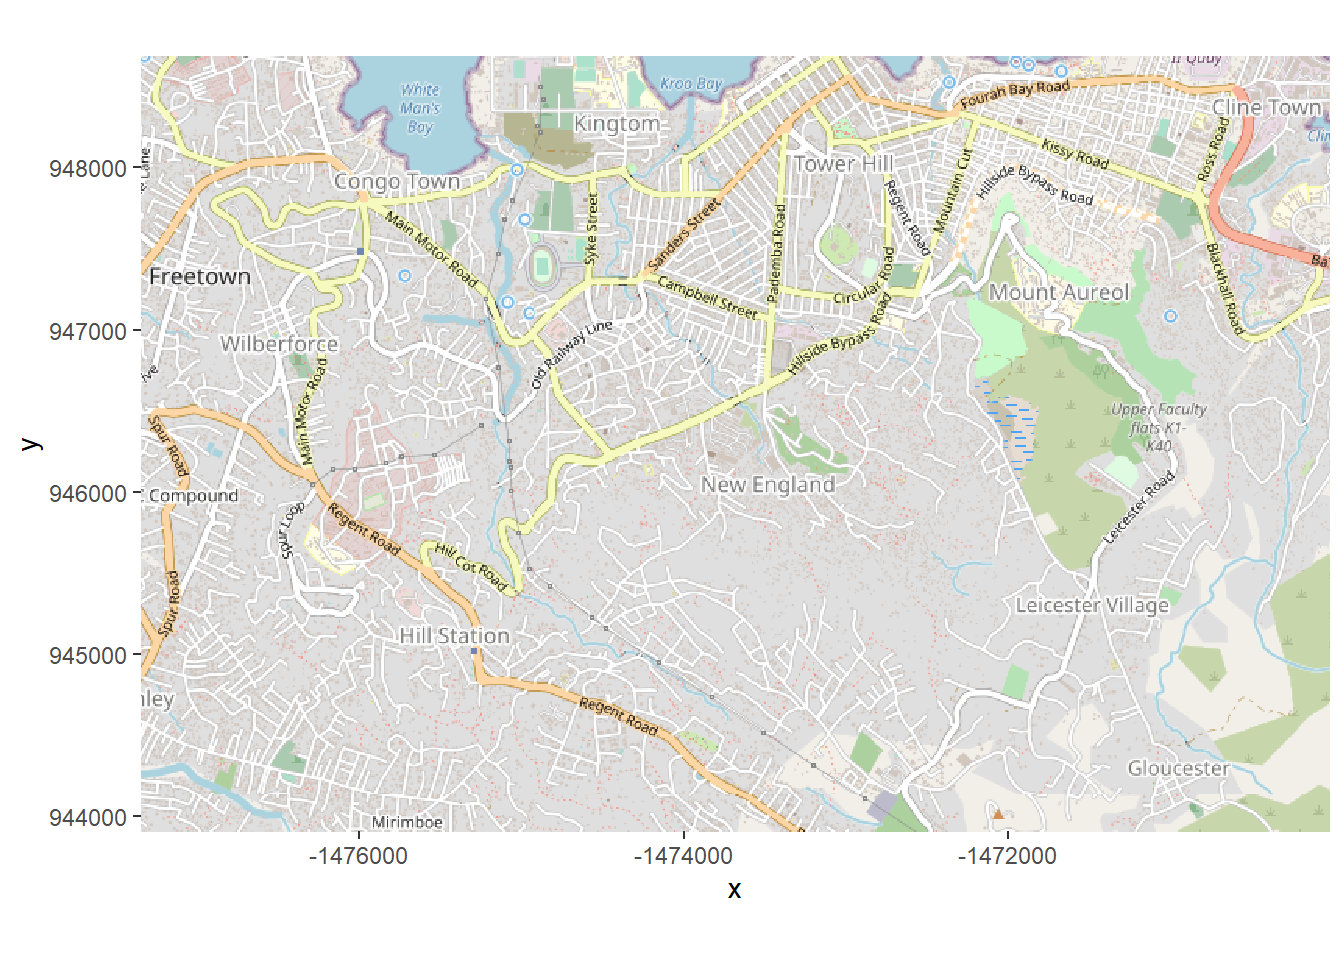 White
Man's
Bay
Kroo Bay
Fourah Bay Road
Cline Town
Kingtom
Kissy Road
Ross Road
948000
Tower Hill
Mountain Cut
Congo Town
Hillside Bypass Road
Regent Road
Main Motor Road
Syke Street
Sanders Street
Pademba Road
Blackhall Road
Freetown
Campbell Street
Circular Road
Mount Aureol
947000
Wilberforce
Old Railway Line
Hillside Bypass Road
Main Motor Road
Upper Faculty
flats K1-
K40
y
Spur Road
946000
Compound
New England
Leicester Road
Spur Loop
Regent Road
Hill Cot Road
Spur Road
Leicester Village
Hill Station
945000
Regent Road
Gloucester
944000
Mirimboe
-1476000
-1474000
-1472000
x